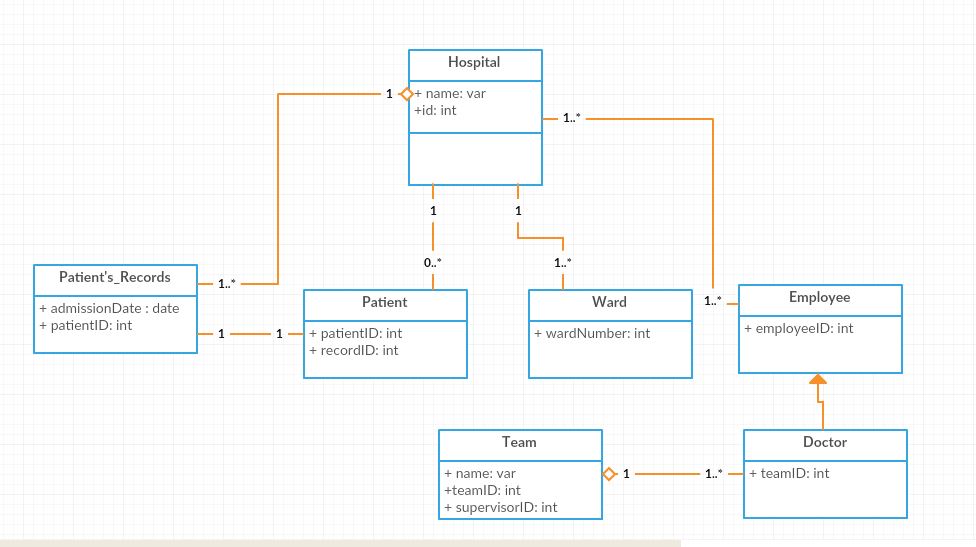 Hospital
1
+ name: var
+id: int
1..*
1
1
0..*
1..*
Patient's_Records
1..*
+ admissionDate : date
+ patientID: int
1
1
Patient
+ patientID: int
+ recordID: int
Ward
+ wardNumber: int
1..*
Employee
+ employeeID: int
Team
+ name: var
+teamID: int
+ supervisorID: int
1
1..*
Doctor
+ teamID: int